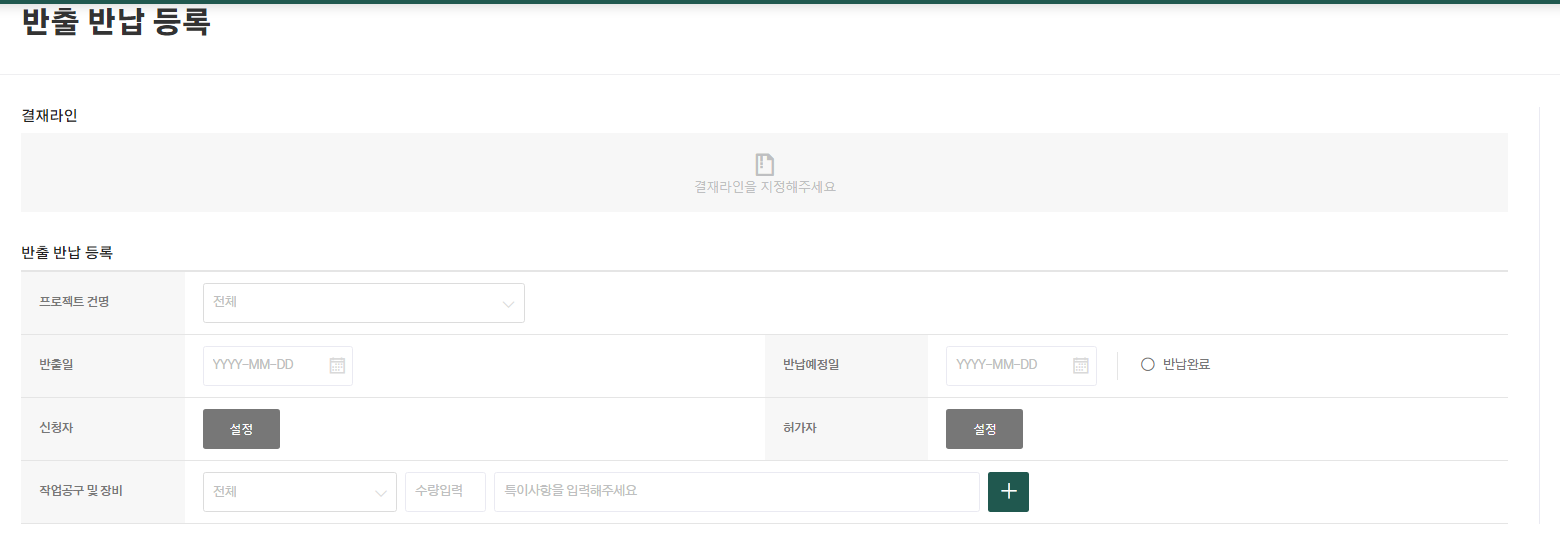 반출 반납 등록
결재라인
결재라인을 지정해주세요
반출 반납 등록
프로젝트 건명 전체
반출일 YYYY-MM-DD 반납예정일 YYYY-MM-DD 반납완료
신청자 설정 허가자 설정
작업공구 및 장비 전체 수량입력 특이사항을 입력해주세요